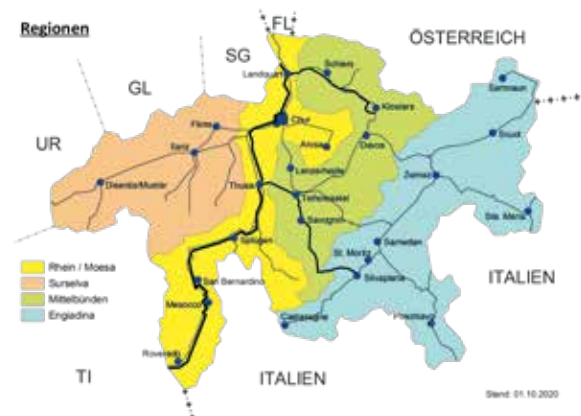 Regionen
FL
ÖSTERREICH
SG
GL
UR
Landquart
Schiers
Klosters
Samnaun
Scuol
Flims
Chur
Arosa
Davos
Ilanz
Lenzerheide
Zernez
Disentis/Mustér
Thusis
Tiefencastel
Savognin
Sta. Maria
Splügen
St. Moritz
Samedan
Silvaplana
ITALIEN
San Bernardino
Mesocco
Castasegna
Poschiavo
Roveredo
Rhein / Moesa
Surselva
Mittelbünden
Engiadina
TI
ITALIEN
Stand: 01.10.2020